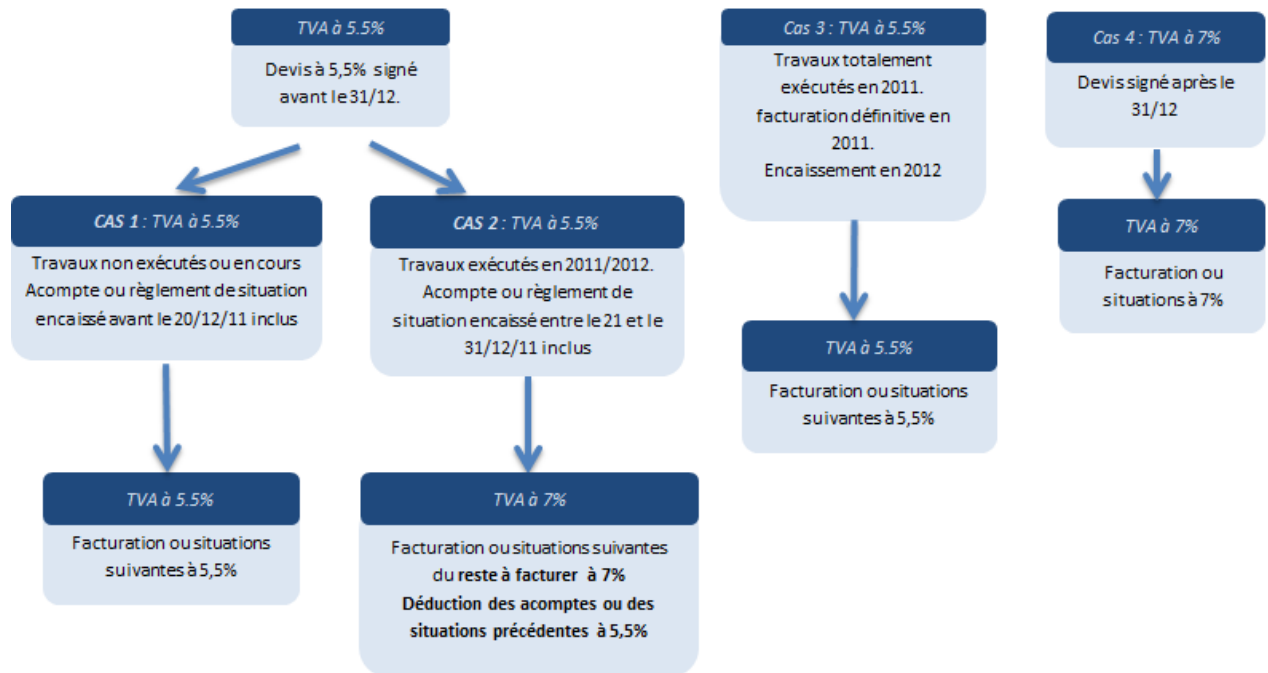 TVA à 5.5%
Devis à 5,5% signé
avant le 31/12.
CAS 1 : TVA à 5.5%
Travaux non exécutés ou en cours
Acompte ou règlement de situation
encaissé avant le 20/12/11 inclus
TVA à 5.5%
Facturation ou situations
suivantes à 5,5%
CAS 2 : TVA à 5.5%
Travaux exécutés en 2011/2012.
Acompte ou règlement de
situation encaissé entre le 21 et le
31/12/11 inclus
TVA à 7%
Facturation ou situations suivantes
du reste à facturer à 7%
Déduction des acomptes ou des
situations précédentes à 5,5%
Cas 3 : TVA à 5.5%
Travaux totalement
exécutés en 2011.
facturation définitive en
2011.
Encaissement en 2012
TVA à 5.5%
Facturation ou situations
suivantes à 5,5%
Cas 4 : TVA à 7%
Devis signé après le
31/12
TVA à 7%
Facturation ou
situations à 7%